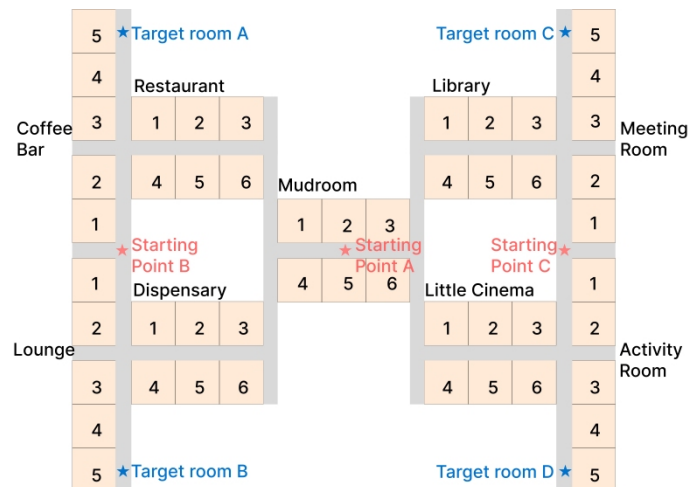 5 ★Target room A Target room C★ 5
4 Restaurant Library 4
Coffee 3 1 2 3 1 2 3 3 Meeting
Bar Room
2 4 5 6 4 5 6 2
Mudroom
1 1 2 3 1
★Starting ★Starting Starting★
Point B Point A Point C
1 4 5 6 1
Dispensary Little Cinema
2 1 2 3 1 2 3 2
Lounge Activity
Room
3 4 5 6 4 5 6 3
4 4
5 ★Target room B Target room D★ 5